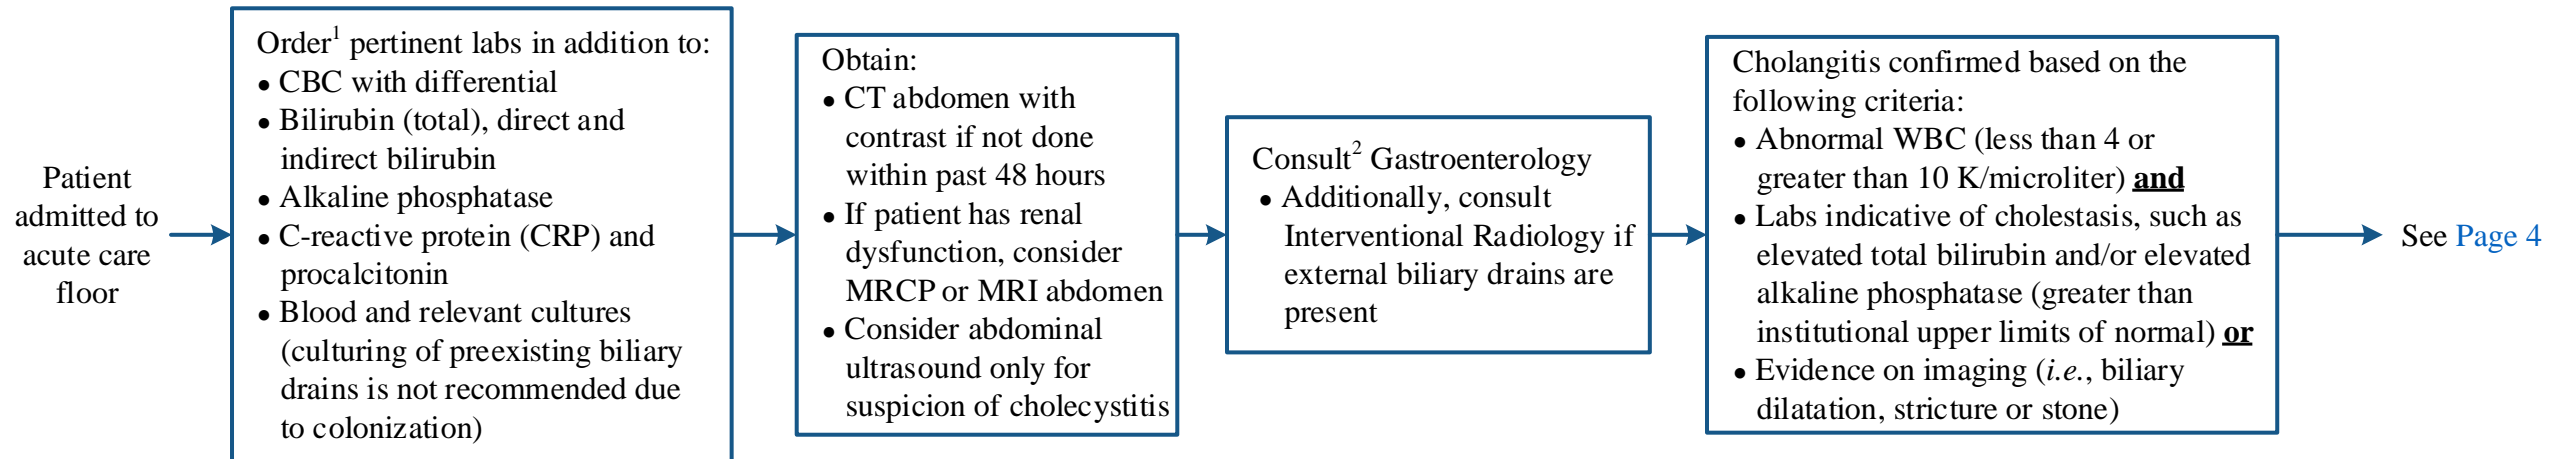 Patient
admitted to
acute care
floor
Order¹ pertinent labs in addition to:
● CBC with differential
● Bilirubin (total), direct and
indirect bilirubin
● Alkaline phosphatase
● C-reactive protein (CRP) and
procalcitonin
● Blood and relevant cultures
(culturing of preexisting biliary
drains is not recommended due
to colonization)
Obtain:
● CT abdomen with
contrast if not done
within past 48 hours
● If patient has renal
dysfunction, consider
MRCP or MRI abdomen
● Consider abdominal
ultrasound only for
suspicion of cholecystitis
Consult² Gastroenterology
● Additionally, consult
Interventional Radiology if
external biliary drains are
present
Cholangitis confirmed based on the
following criteria:
● Abnormal WBC (less than 4 or
greater than 10 K/microliter) and
● Labs indicative of cholestasis, such as
elevated total bilirubin and/or elevated
alkaline phosphatase (greater than
institutional upper limits of normal) or
● Evidence on imaging (i.e., biliary
dilatation, stricture or stone)
See Page 4